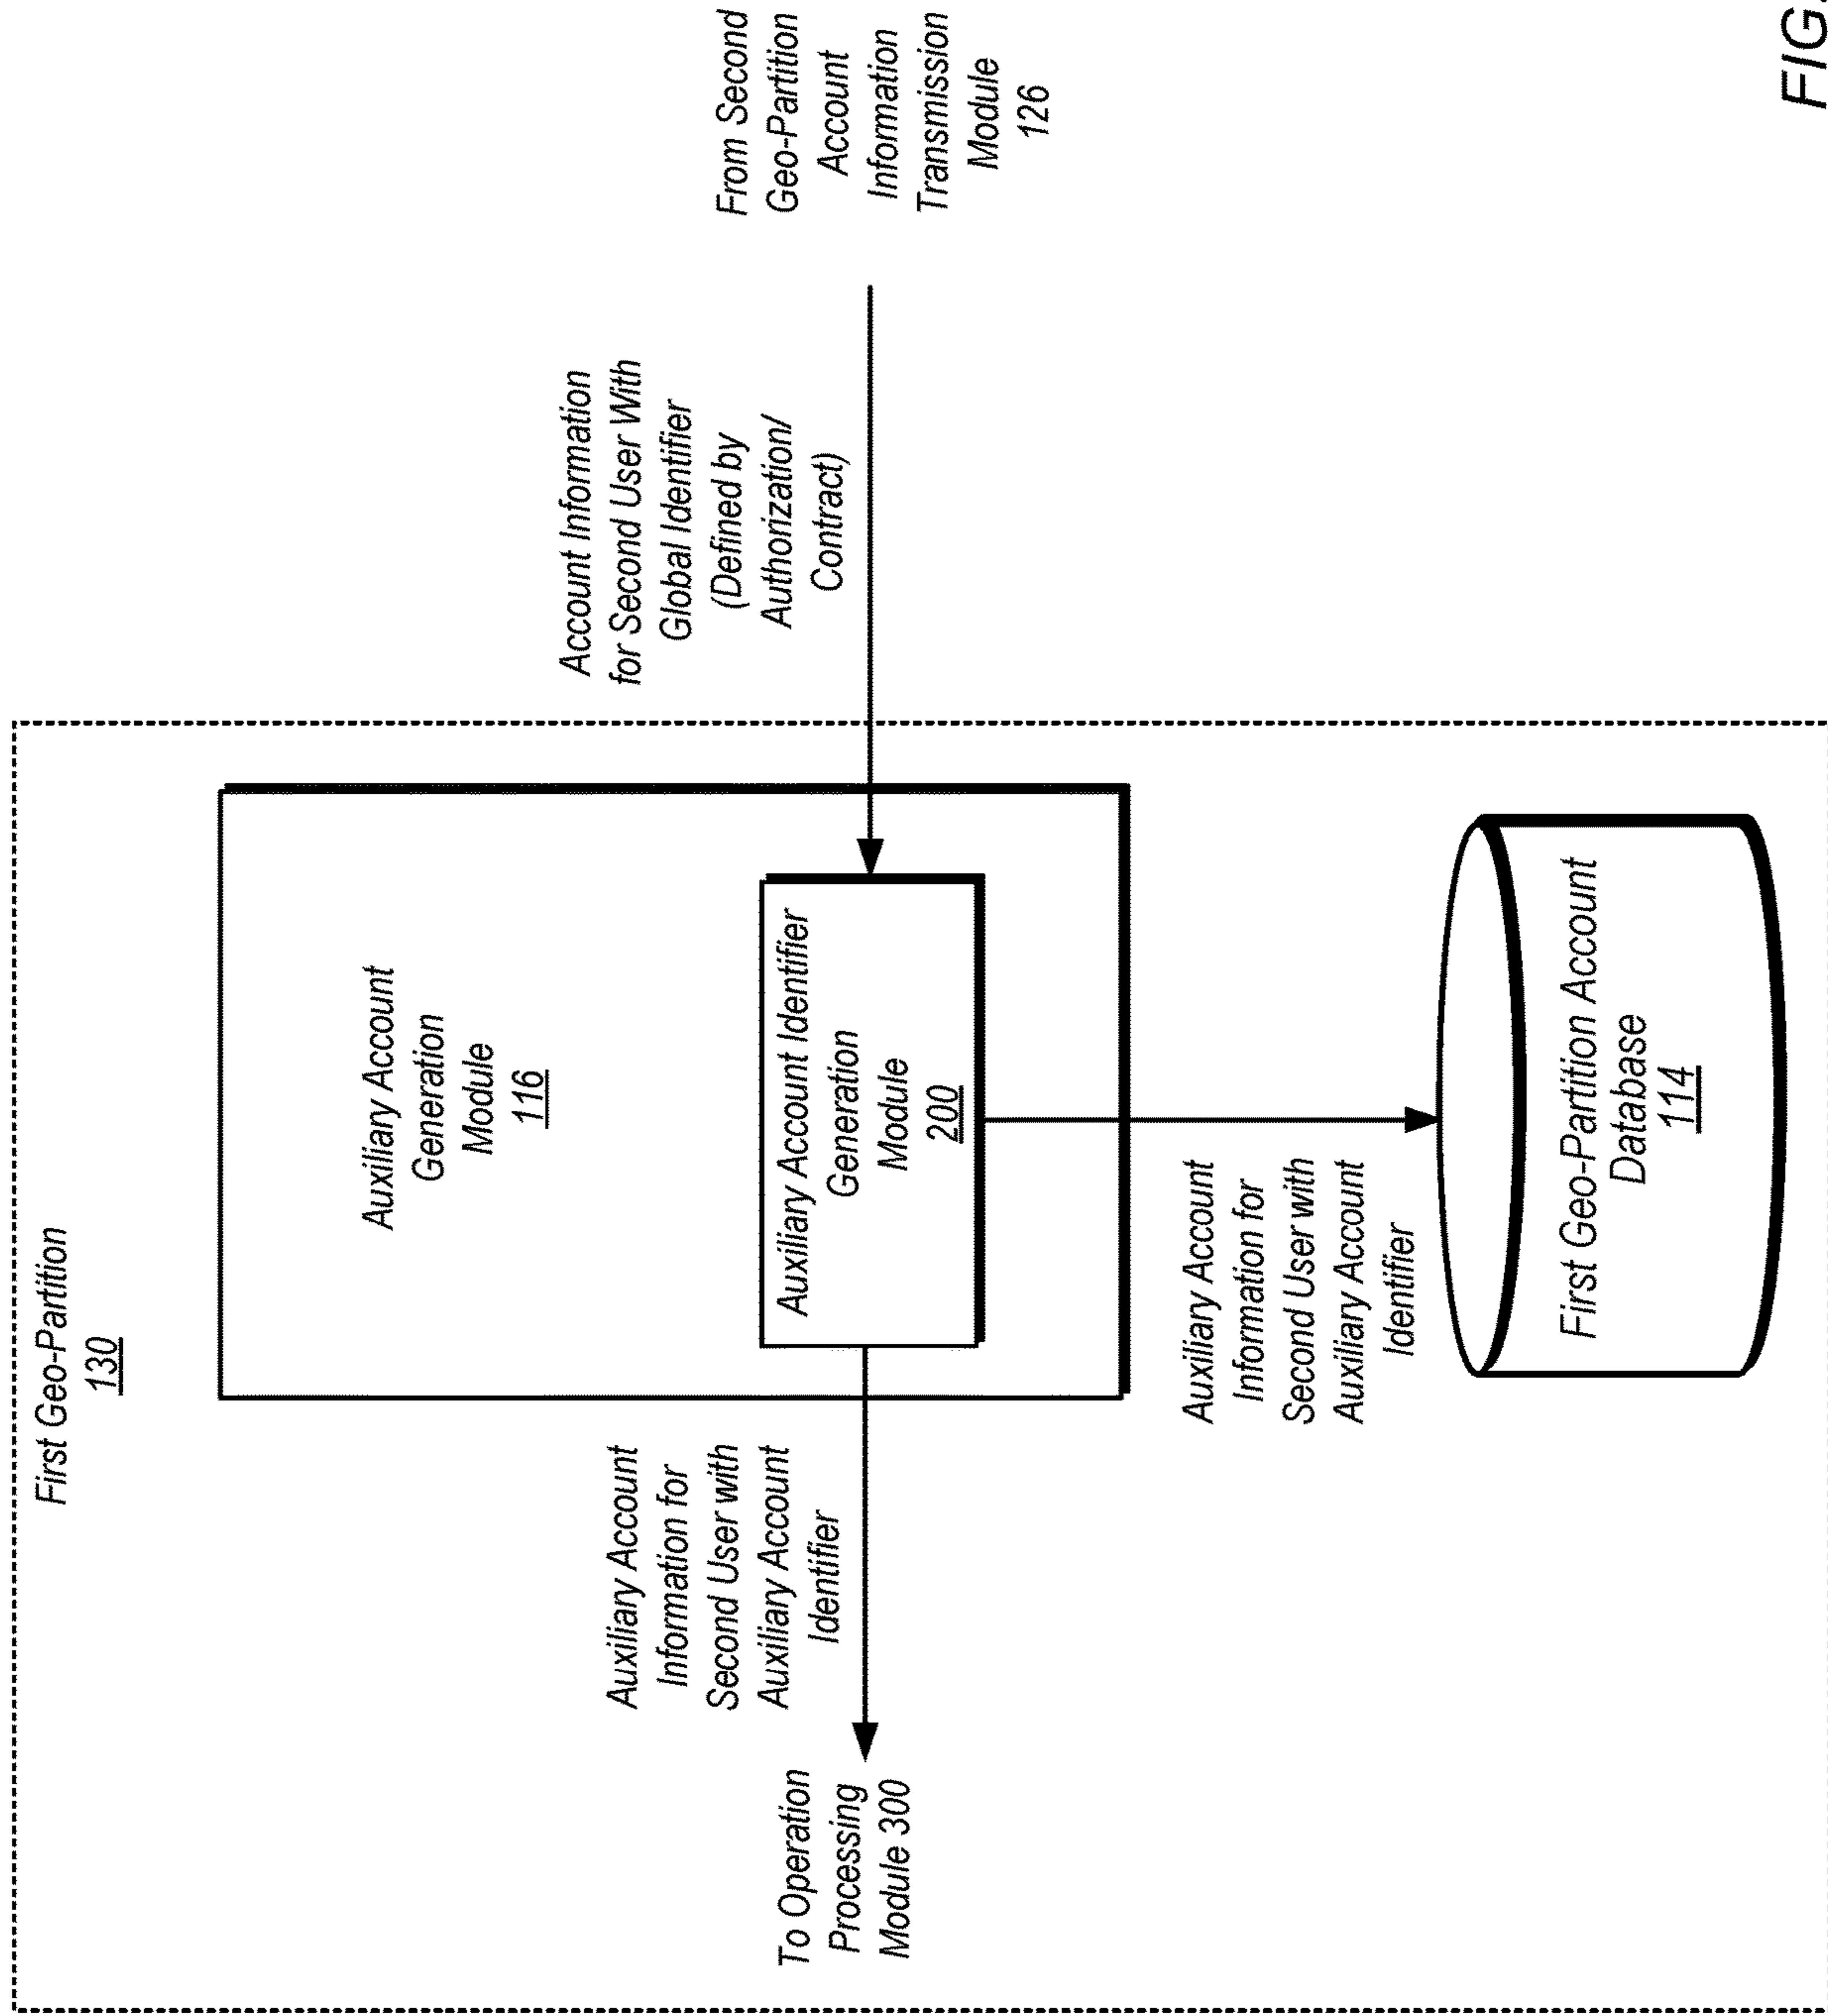 First Geo-Partition
130
Auxiliary Account
Generation
Module
116
Auxiliary Account Identifier
Generation
Module
200
Account Information
for Second User With
Global Identifier
(Defined by
Authorization/
Contract)
From Second
Geo-Partition
Account
Information
Transmission
Module
126
Auxiliary Account
Information for
Second User with
Auxiliary Account
Identifier
To Operation
Processing
Module 300
Auxiliary Account
Information for
Second User with
Auxiliary Account
Identifier
First Geo-Partition Account
Database
114
FIG.